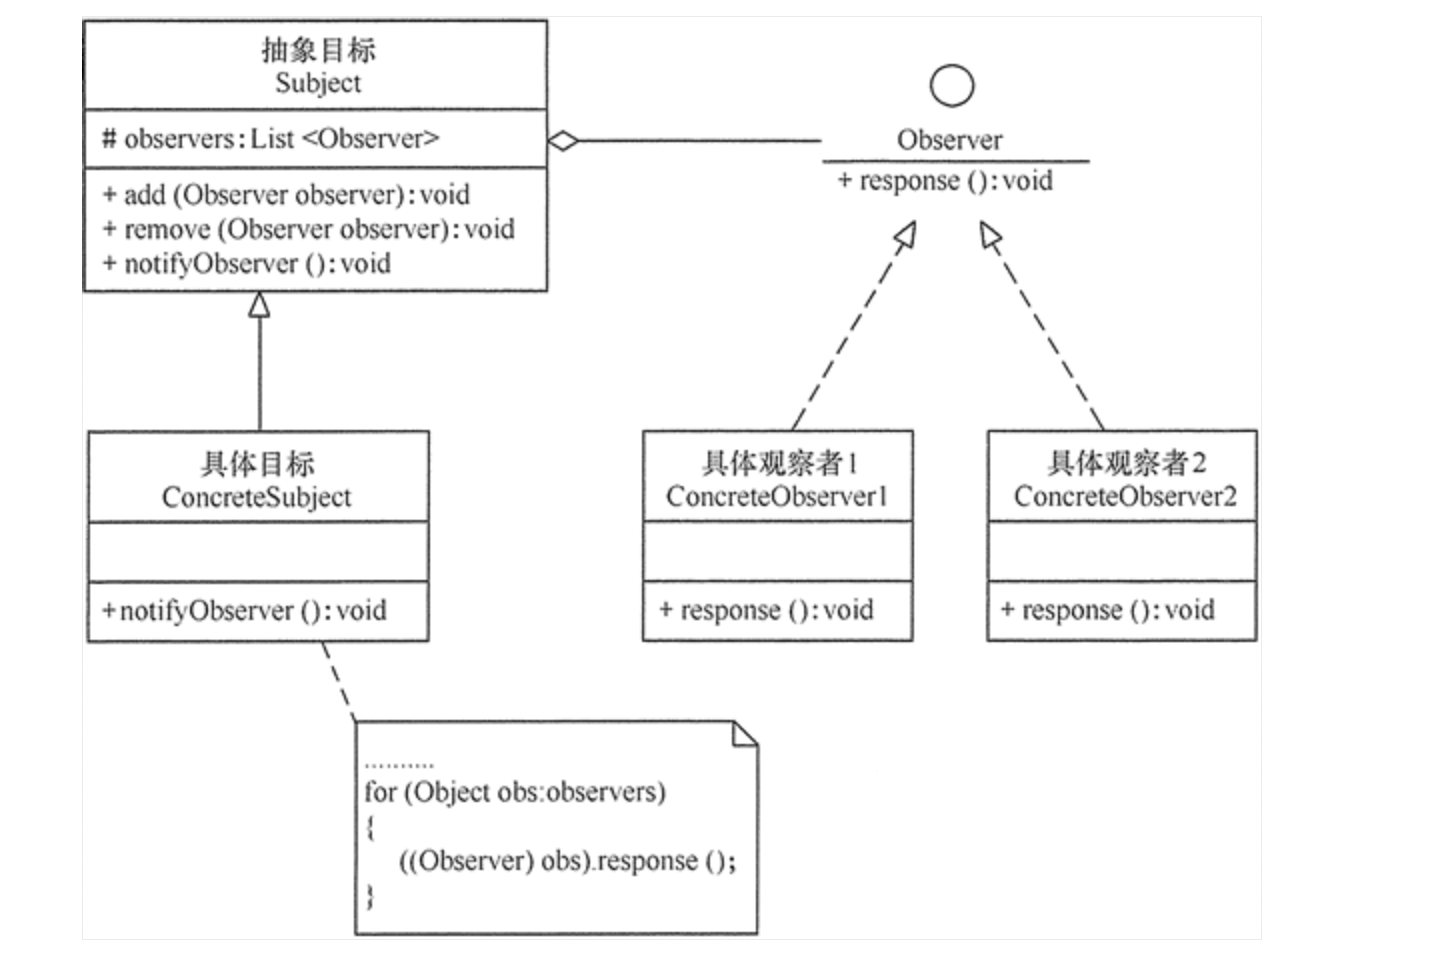 抽象目标
Subject
# observers:List <Observer>
+ add (Observer observer):void
+ remove (Observer observer):void
+ notifyObserver ():void
Observer
+ response ():void
具体目标
ConcreteSubject
+notifyObserver ():void
具体观察者1
ConcreteObserver1
+ response ():void
具体观察者2
ConcreteObserver2
+ response ():void
..........
for (Object obs:observers)
{
((Observer) obs).response ();
}